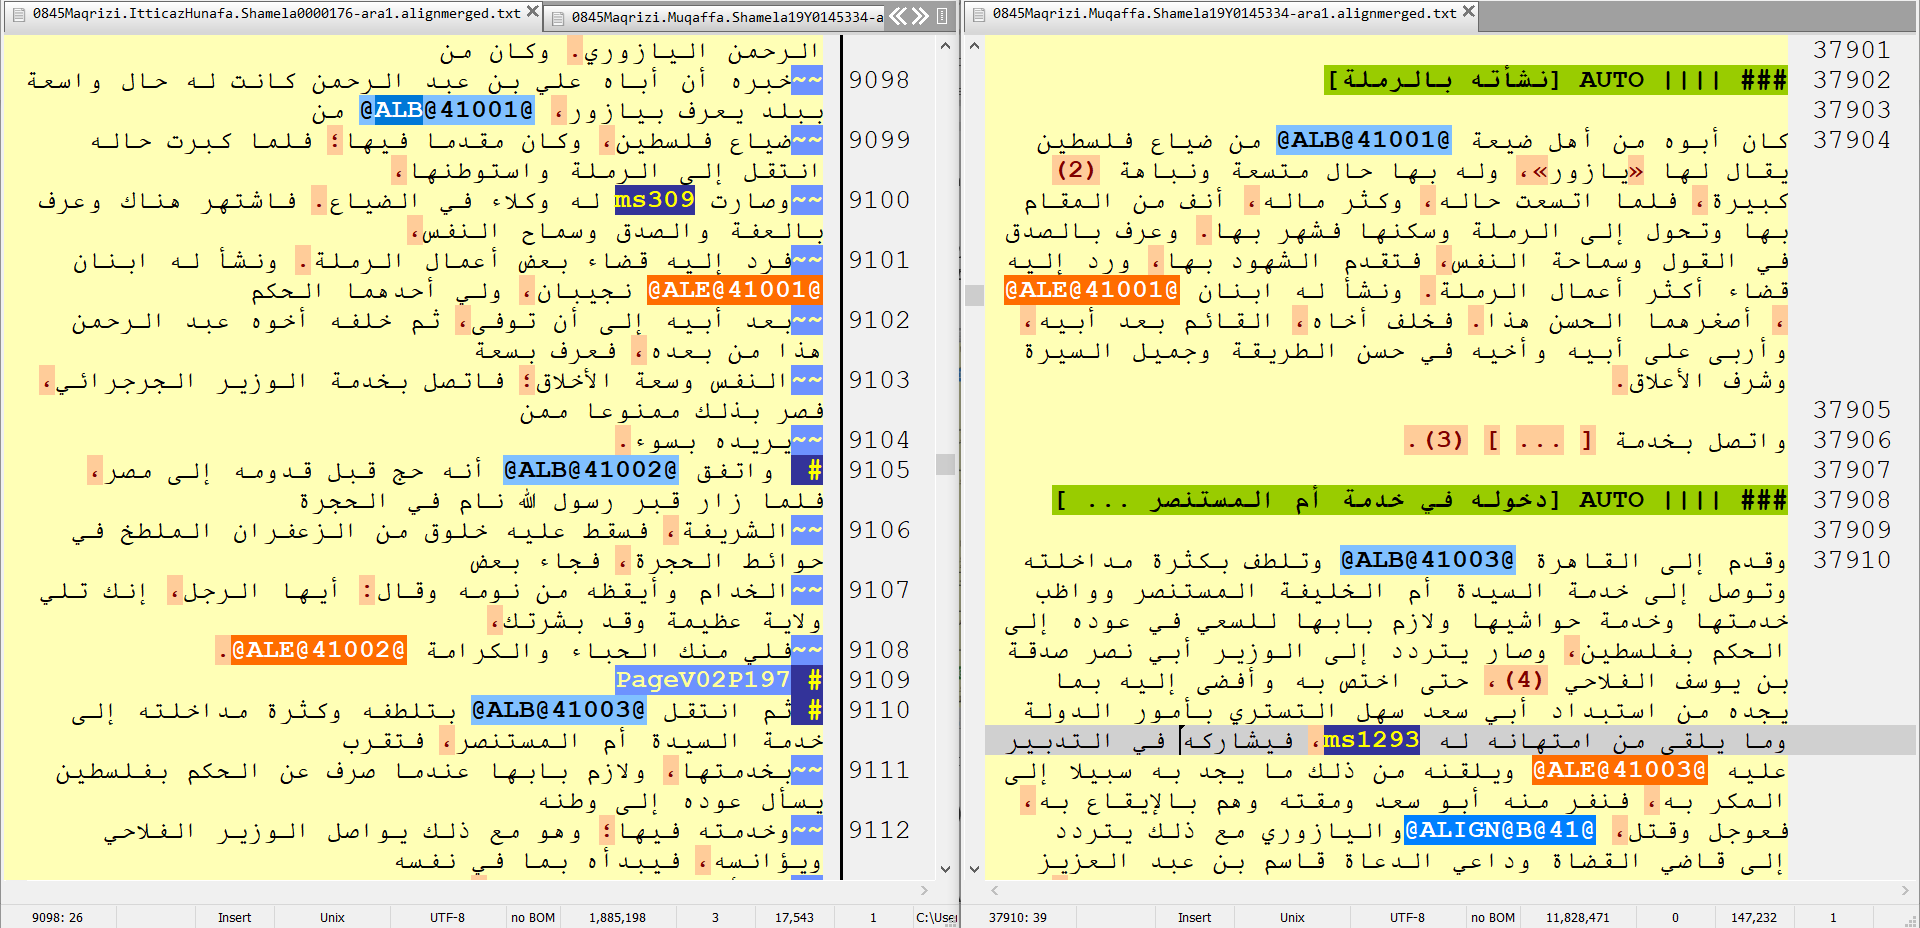 0845Maqrizi.ItticazHunafa.Shamela0000176-ara1.alignmerged.txt
0845Maqrizi.Muqaffa.Shamela19Y0145334-a
الرحمن اليازوري. وكان من
9098 ~~خبره أن أباه علي بن عبد الرحمن كانت له حال واسعة
ببلد يعرف بيازور، @ALB@41001@ من
9099 ~~ضياع فلسطين، وكان مقدما فيها؛ فلما كبرت حاله
انتقل إلى الرملة واستوطنها،
9100 ~~وصارت ms309 له وكلاء في الضياع. فاشتهر هناك وعرف
بالعفة والصدق وسماح النفس،
9101 ~~فرد إليه قضاء بعض أعمال الرملة. ونشأ له ابنان
@ALE@41001@ نجيبان، ولي أحدهما الحكم
9102 ~~بعد أبيه إلى أن توفى، ثم خلفه أخوه عبد الرحمن
هذا من بعده، فعرف بسعة
9103 ~~النفس وسعة الأخلاق؛ فاتصل بخدمة الوزير الجرجرائي،
فصر بذلك ممنوعا ممن
9104 ~~يريده بسوء.
9105 # واتفق @ALB@41002@ أنه حج قبل قدومه إلى مصر،
فلما زار قبر رسول الله نام في الحجرة
9106 ~~الشريفة، فسقط عليه خلوق من الزعفران الملطخ في
حوائط الحجرة، فجاء بعض
9107 ~~الخدام وأيقظه من نومه وقال: أيها الرجل، إنك تلي
ولاية عظيمة وقد بشرتك،
9108 ~~فلي منك الحباء والكرامة @ALE@41002@.
9109 # PageV02P197
9110 # ثم انتقل @ALB@41003@ بتلطفه وكثرة مداخلته إلى
خدمة السيدة أم المستنصر، فتقرب
9111 ~~بخدمتها، ولازم بابها عندما صرف عن الحكم بفلسطين
يسأل عوده إلى وطنه
9112 ~~وخدمته فيها؛ وهو مع ذلك يواصل الوزير الفلاحي
ويؤانسه، فيبدأه بما في نفسه
9098: 26 Insert Unix UTF-8 no BOM 1,885,198 3 17,543 1 C:\User
0845Maqrizi.Muqaffa.Shamela19Y0145334-ara1.alignmerged.txt
37901
37902 ### |||| AUTO [نشأته بالرملة]
37903
37904 كان أبوه من أهل ضيعة @ALB@41001@ من ضياع فلسطين
يقال لها «يازور»، وله بها حال متسعة ونباهة (2)
كبيرة، فلما اتسعت حاله، وكثر ماله، أنف من المقام
بها وتحول إلى الرملة وسكنها فشهر بها. وعرف بالصدق
في القول وسماحة النفس، فتقدم الشهود بها، ورد إليه
قضاء أكثر أعمال الرملة. ونشأ له ابنان @ALE@41001@
، أصغرهما الحسن هذا. فخلف أخاه، القائم بعد أبيه،
وأربى على أبيه وأخيه في حسن الطريقة وجميل السيرة
وشرف الأعلاق.
37905
37906 واتصل بخدمة [ ... ] (3).
37907
37908 ### |||| AUTO [دخوله في خدمة أم المستنصر ... ]
37909
37910 وقدم إلى القاهرة @ALB@41003@ وتلطف بكثرة مداخلته
وتوصل إلى خدمة السيدة أم الخليفة المستنصر وواظب
خدمتها وخدمة حواشيها ولازم بابها للسعي في عوده إلى
الحكم بفلسطين، وصار يتردد إلى الوزير أبي نصر صدقة
بن يوسف الفلاحي (4)، حتى اختص به وأفضى إليه بما
يجده من استبداد أبي سعد سهل التستري بأمور الدولة
وما يلقى من امتهانه له ms1293، فيشاركه في التدبير
عليه @ALE@41003@ ويلقنه من ذلك ما يجد به سبيلا إلى
المكر به، فنفر منه أبو سعد ومقته وهم بالإيقاع به،
فعوجل وقتل، @ALIGN@B@41@واليازوري مع ذلك يتردد
إلى قاضي القضاة وداعي الدعاة قاسم بن عبد العزيز
37910: 39 Insert Unix UTF-8 no BOM 11,828,471 0 147,232 1